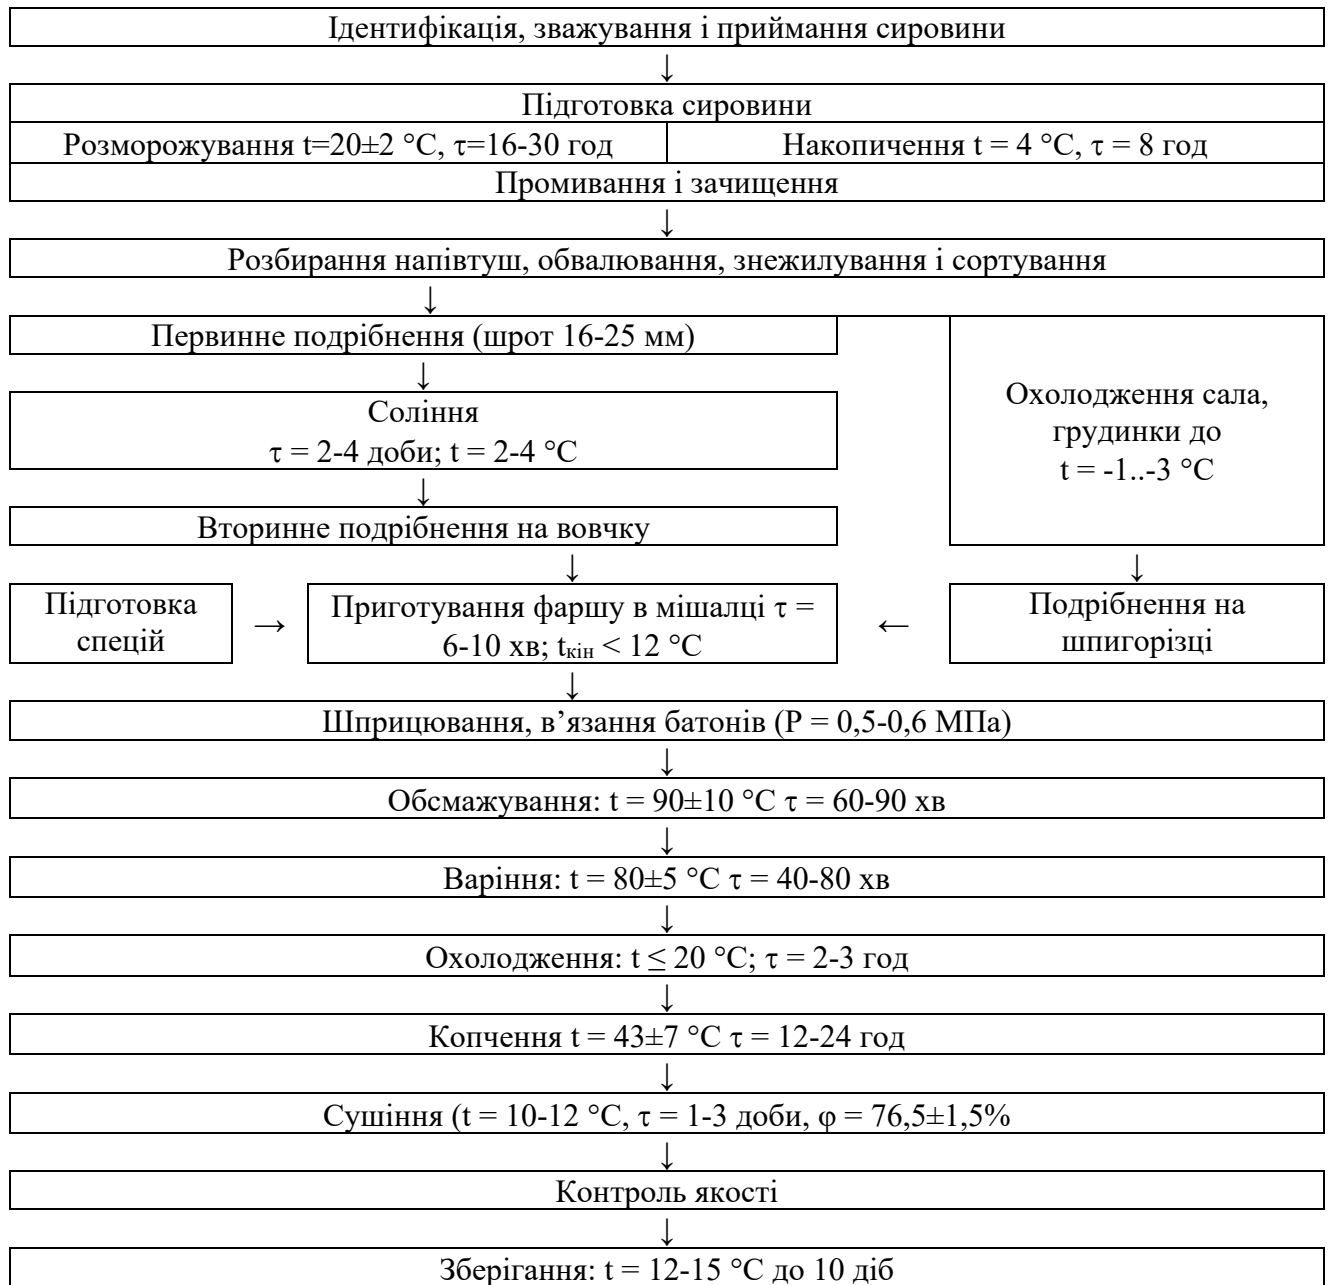 Ідентифікація, зважування і приймання сировини
↓
Підготовка сировини
Розморожування t=20±2 °C, τ=16-30 год
Накопичення t = 4 °C, τ = 8 год
Промивання і зачищення
↓
Розбирання напівтуш, обвалювання, знежилування і сортування
↓
Первинне подрібнення (шрот 16-25 мм)
↓
Соління
τ = 2-4 доби; t = 2-4 °C
↓
Вторинне подрібнення на вовчку
Охолодження сала,
грудинки до
t = -1..-3 °C
↓
↓
Підготовка
спецій
→
Приготування фаршу в мішалці τ =
6-10 хв; tкін < 12 °C
←
Подрібнення на
шпигорізці
↓
Шприцювання, в’язання батонів (P = 0,5-0,6 МПа)
↓
Обсмажування: t = 90±10 °C τ = 60-90 хв
↓
Варіння: t = 80±5 °C τ = 40-80 хв
↓
Охолодження: t ≤ 20 °C; τ = 2-3 год
↓
Копчення t = 43±7 °C τ = 12-24 год
↓
Сушіння (t = 10-12 °C, τ = 1-3 доби, φ = 76,5±1,5%
↓
Контроль якості
↓
Зберігання: t = 12-15 °C до 10 діб